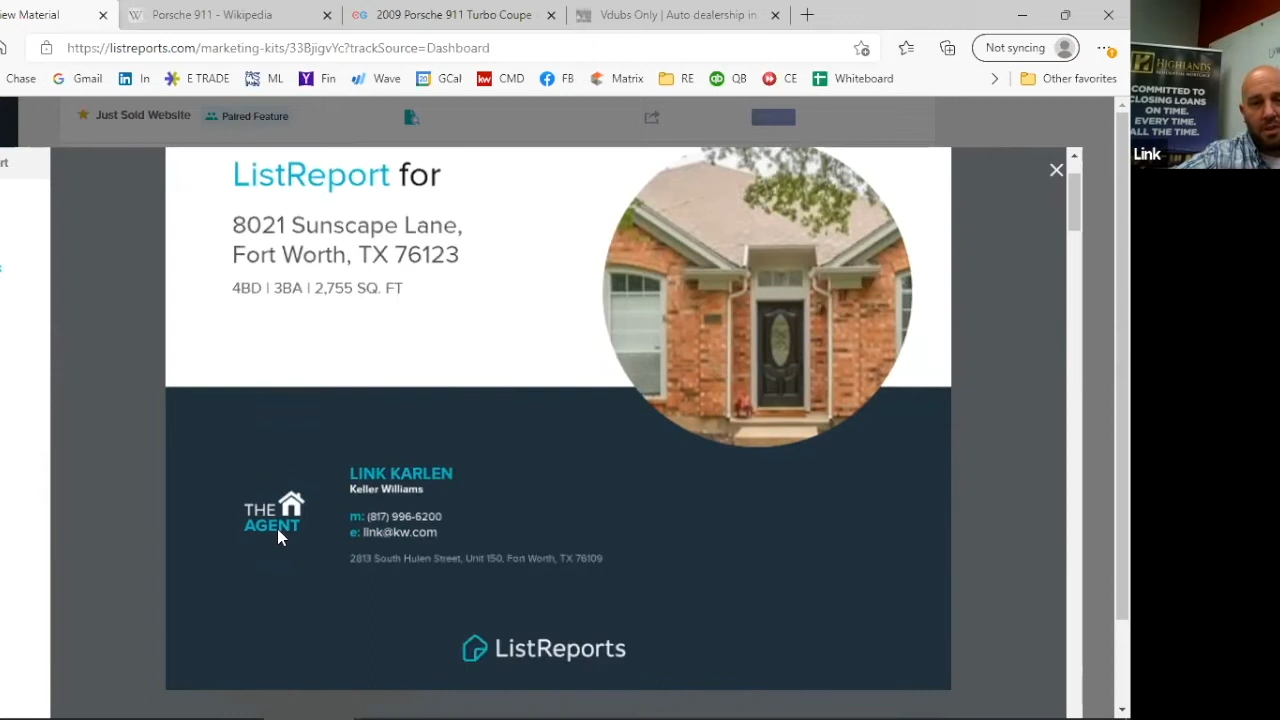 ew Material
Porsche 911 - Wikipedia
2009 Porsche 911 Turbo Coupe
Vdubs Only | Auto dealership in
https://listreports.com/marketing-kits/33BjigvYc?trackSource=Dashboard
Not syncing
Chase
Gmail
In
E TRADE
ML
Fin
Wave
GCal
CMD
FB
Matrix
RE
QB
CE
Whiteboard
Other favorites
Just Sold Website
Paired Feature
rt
ListReport for
8021 Sunscape Lane,
Fort Worth, TX 76123
4BD | 3BA | 2,755 SQ. FT
THE
AGENT
LINK KARLEN
Keller Williams
m: (817) 996-6200
e: link@kw.com
2813 South Hulen Street, Unit 150, Fort Worth, TX 76109
ListReports
HIGHLANDS
RESIDENTIAL MORTGAGE
COMMITTED TO
CLOSING LOANS
ON TIME.
EVERY TIME.
ALL THE TIME.
Link